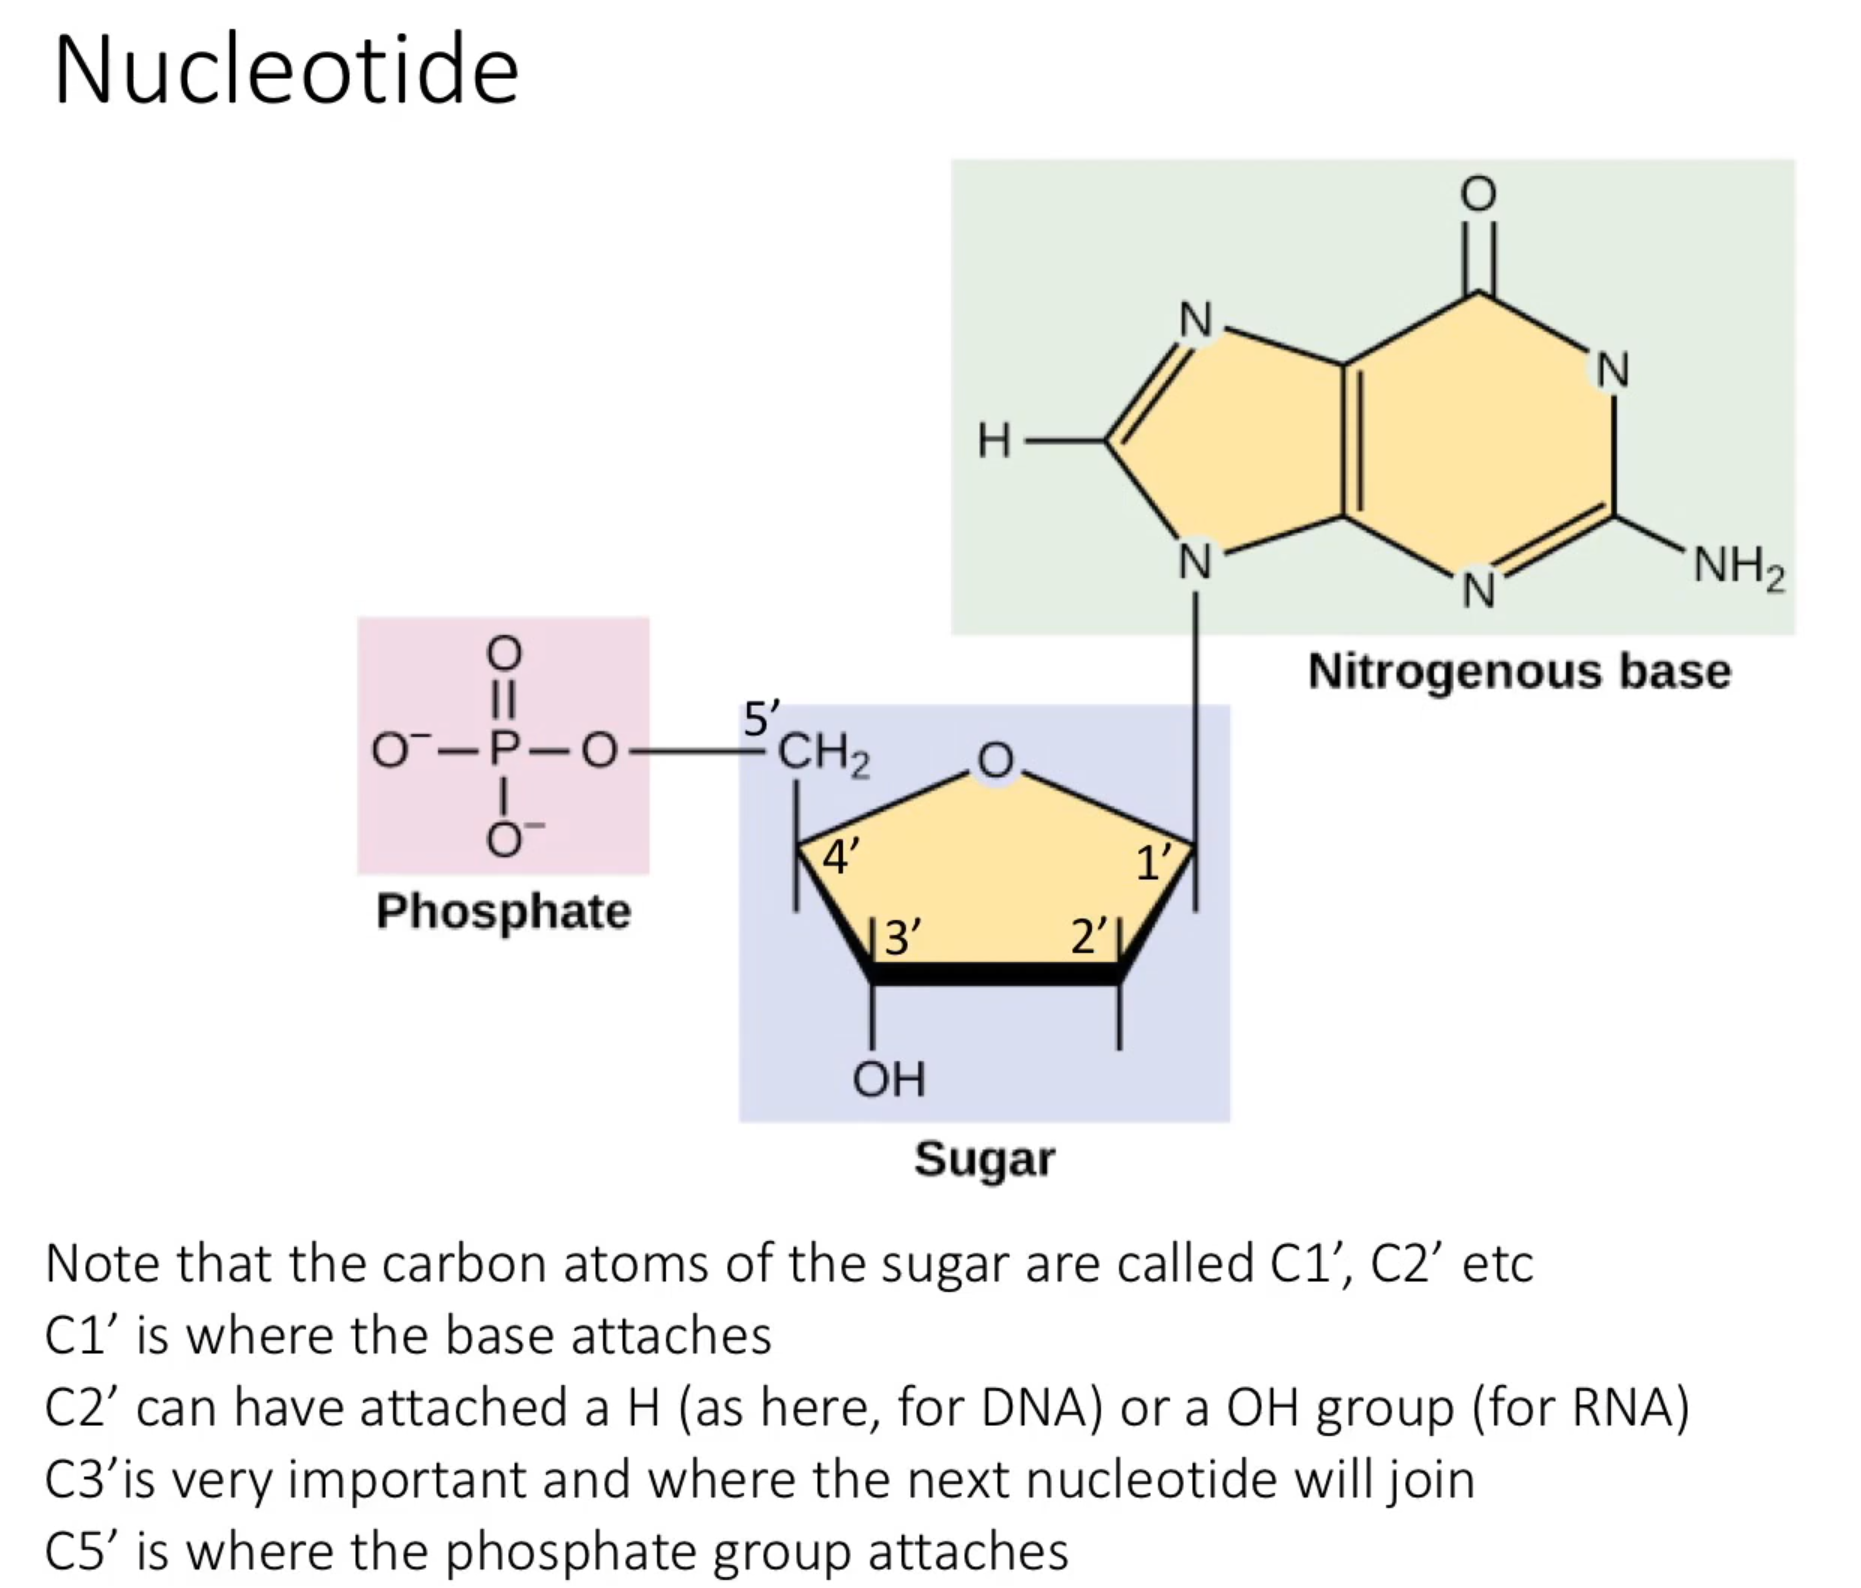 Nucleotide
O
N
N
H
N
N
NH₂
Nitrogenous base
O
O⁻ P O
O⁻
Phosphate
5′
CH₂
O
4′
1′
3′
2′
OH
Sugar
Note that the carbon atoms of the sugar are called C1′, C2′ etc
C1′ is where the base attaches
C2′ can have attached a H (as here, for DNA) or a OH group (for RNA)
C3′is very important and where the next nucleotide will join
C5′ is where the phosphate group attaches